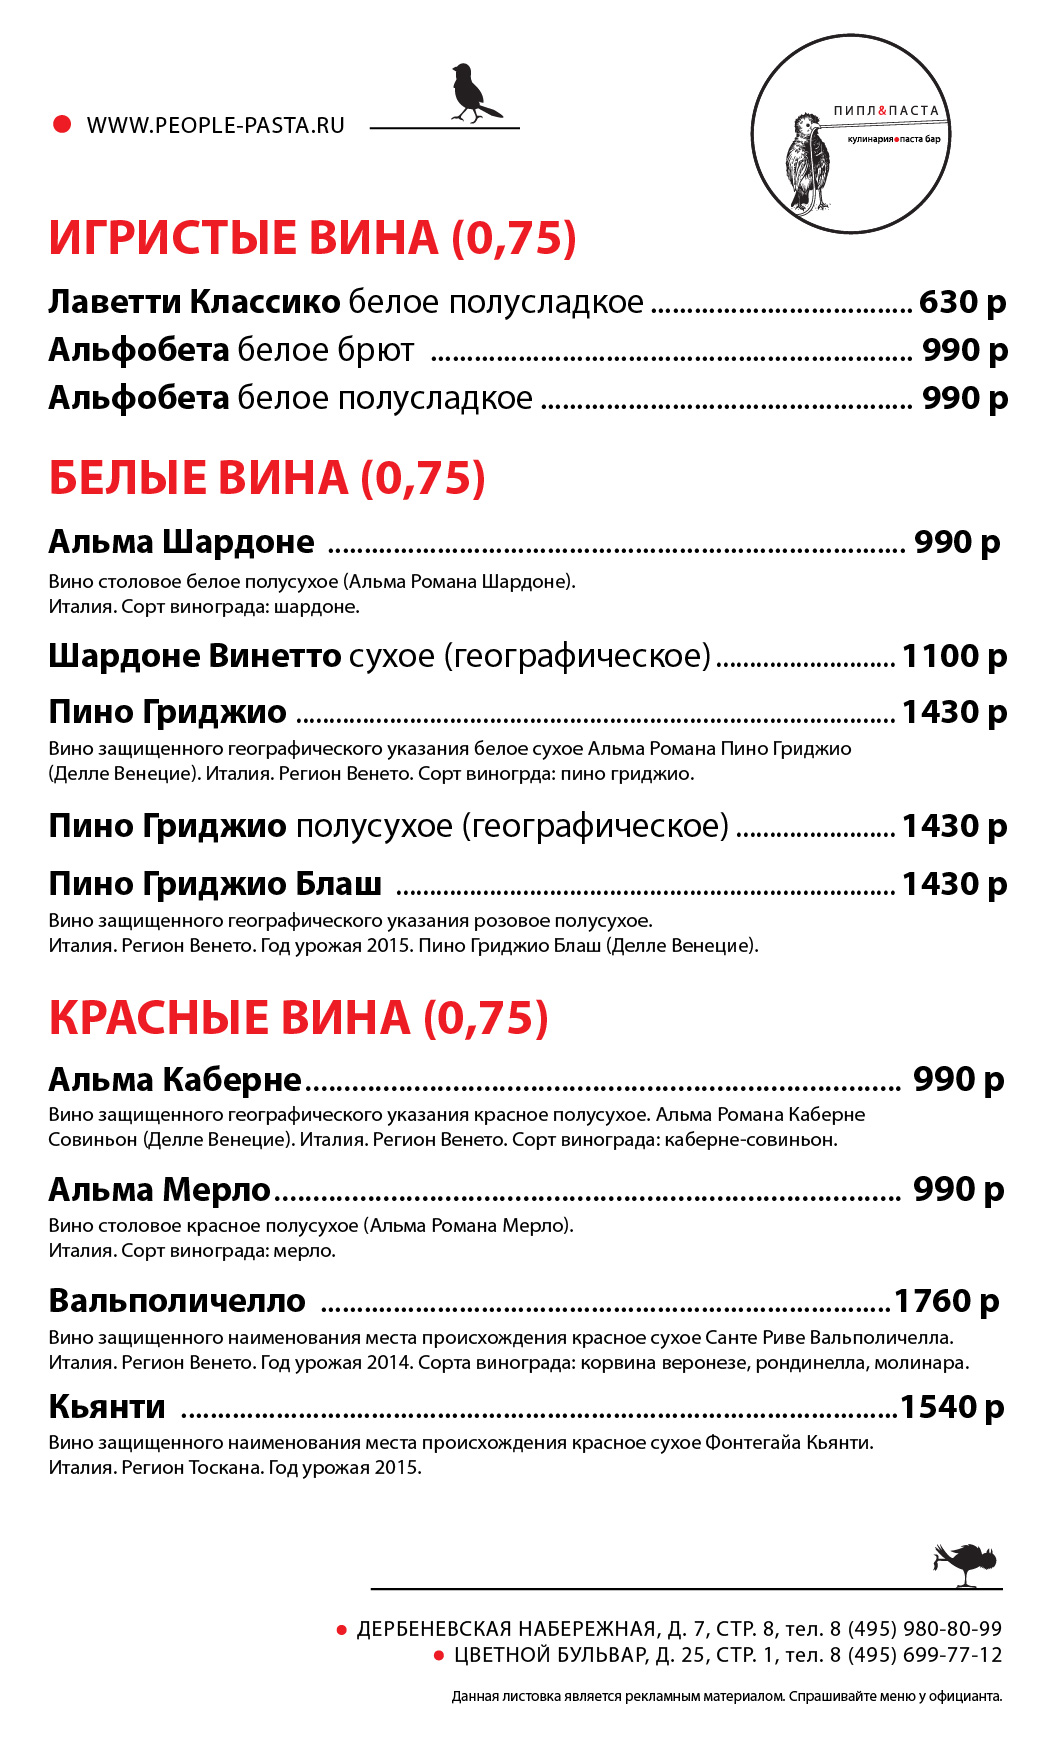 WWW.PEOPLE-PASTA.RU
ПИПЛ&ПАСТА
кулинария•паста бар
ИГРИСТЫЕ ВИНА (0,75)
Лаветти Классико белое полусладкое .................................... 630 р
Альфобета белое брют .................................................................. 990 р
Альфобета белое полусладкое ................................................... 990 р
БЕЛЫЕ ВИНА (0,75)
Альма Шардоне ............................................................................... 990 р
Вино столовое белое полусухое (Альма Романа Шардоне).
Италия. Сорт винограда: шардоне.
Шардоне Винетто сухое (географическое) ........................... 1100 р
Пино Гриджио .......................................................................................... 1430 р
Вино защищенного географического указания белое сухое Альма Романа Пино Гриджио
(Делле Венецие). Италия. Регион Венето. Сорт виногрда: пино гриджио.
Пино Гриджио полусухое (географическое) ........................ 1430 р
Пино Гриджио Блаш ........................................................................... 1430 р
Вино защищенного географического указания розовое полусухое.
Италия. Регион Венето. Год урожая 2015. Пино Гриджио Блаш (Делле Венецие).
КРАСНЫЕ ВИНА (0,75)
Альма Каберне .............................................................................. 990 р
Вино защищенного географического указания красное полусухое. Альма Романа Каберне
Совиньон (Делле Венецие). Италия. Регион Венето. Сорт винограда: каберне-совиньон.
Альма Мерло .................................................................................. 990 р
Вино столовое красное полусухое (Альма Романа Мерло).
Италия. Сорт винограда: мерло.
Вальполичелло .............................................................................. 1760 р
Вино защищенного наименования места происхождения красное сухое Санте Риве Вальполичелла.
Италия. Регион Венето. Год урожая 2014. Сорта винограда: корвина веронезе, рондинелла, молинара.
Кьянти .................................................................................................. 1540 р
Вино защищенного наименования места происхождения красное сухое Фонтегайа Кьянти.
Италия. Регион Тоскана. Год урожая 2015.
• ДЕРБЕНЕВСКАЯ НАБЕРЕЖНАЯ, Д. 7, СТР. 8, тел. 8 (495) 980-80-99
• ЦВЕТНОЙ БУЛЬВАР, Д. 25, СТР. 1, тел. 8 (495) 699-77-12
Данная листовка является рекламным материалом. Спрашивайте меню у официанта.